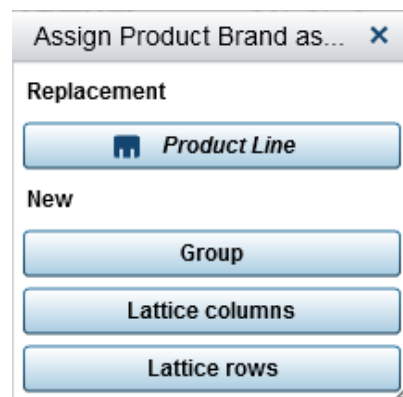 Assign Product Brand as... ×
Replacement
Product Line
New
Group
Lattice columns
Lattice rows